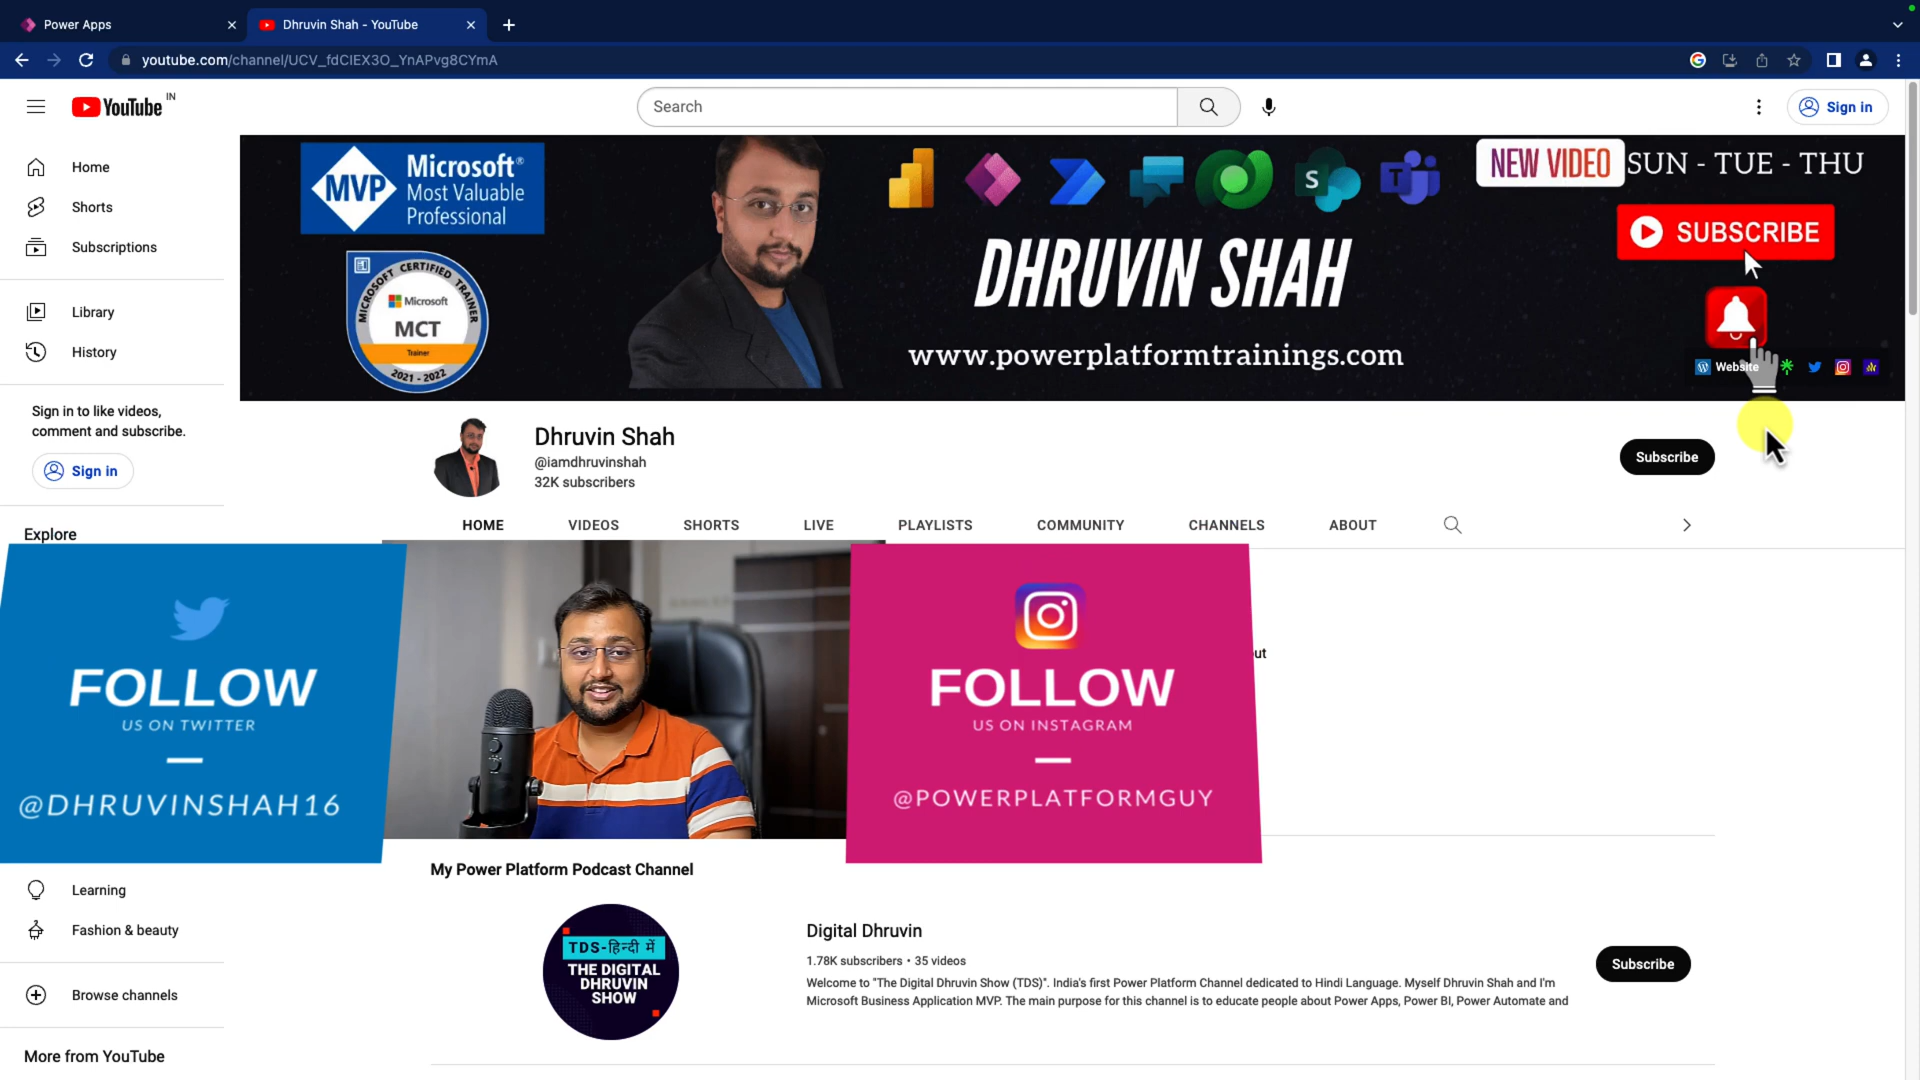 Power Apps
Dhruvin Shah - YouTube
youtube.com/channel/UCV_fdCIEX3O_YnAPvg8CYmA
YouTube IN
Search
Sign in
Home
Shorts
Subscriptions
Library
History
Sign in to like videos,
comment and subscribe.
Sign in
Explore
MVP
Microsoft®
Most Valuable
Professional
MICROSOFT CERTIFIED TRAINER
Microsoft
MCT
Trainer
2021 - 2022
S
T
DHRUVIN SHAH
www.powerplatformtrainings.com
NEW VIDEO SUN - TUE - THU
SUBSCRIBE
Website
Dhruvin Shah
@iamdhruvinshah
32K subscribers
Subscribe
HOME VIDEOS SHORTS LIVE PLAYLISTS COMMUNITY CHANNELS ABOUT
FOLLOW
US ON TWITTER
@DHRUVINSHAH16
FOLLOW
US ON INSTAGRAM
@POWERPLATFORMGUY
ut
My Power Platform Podcast Channel
TDS-हिन्दी में
THE DIGITAL
DHRUVIN
SHOW
Digital Dhruvin
1.78K subscribers • 35 videos
Welcome to "The Digital Dhruvin Show (TDS)". India's first Power Platform Channel dedicated to Hindi Language. Myself Dhruvin Shah and I'm
Microsoft Business Application MVP. The main purpose for this channel is to educate people about Power Apps, Power BI, Power Automate and
Subscribe
Learning
Fashion & beauty
Browse channels
More from YouTube